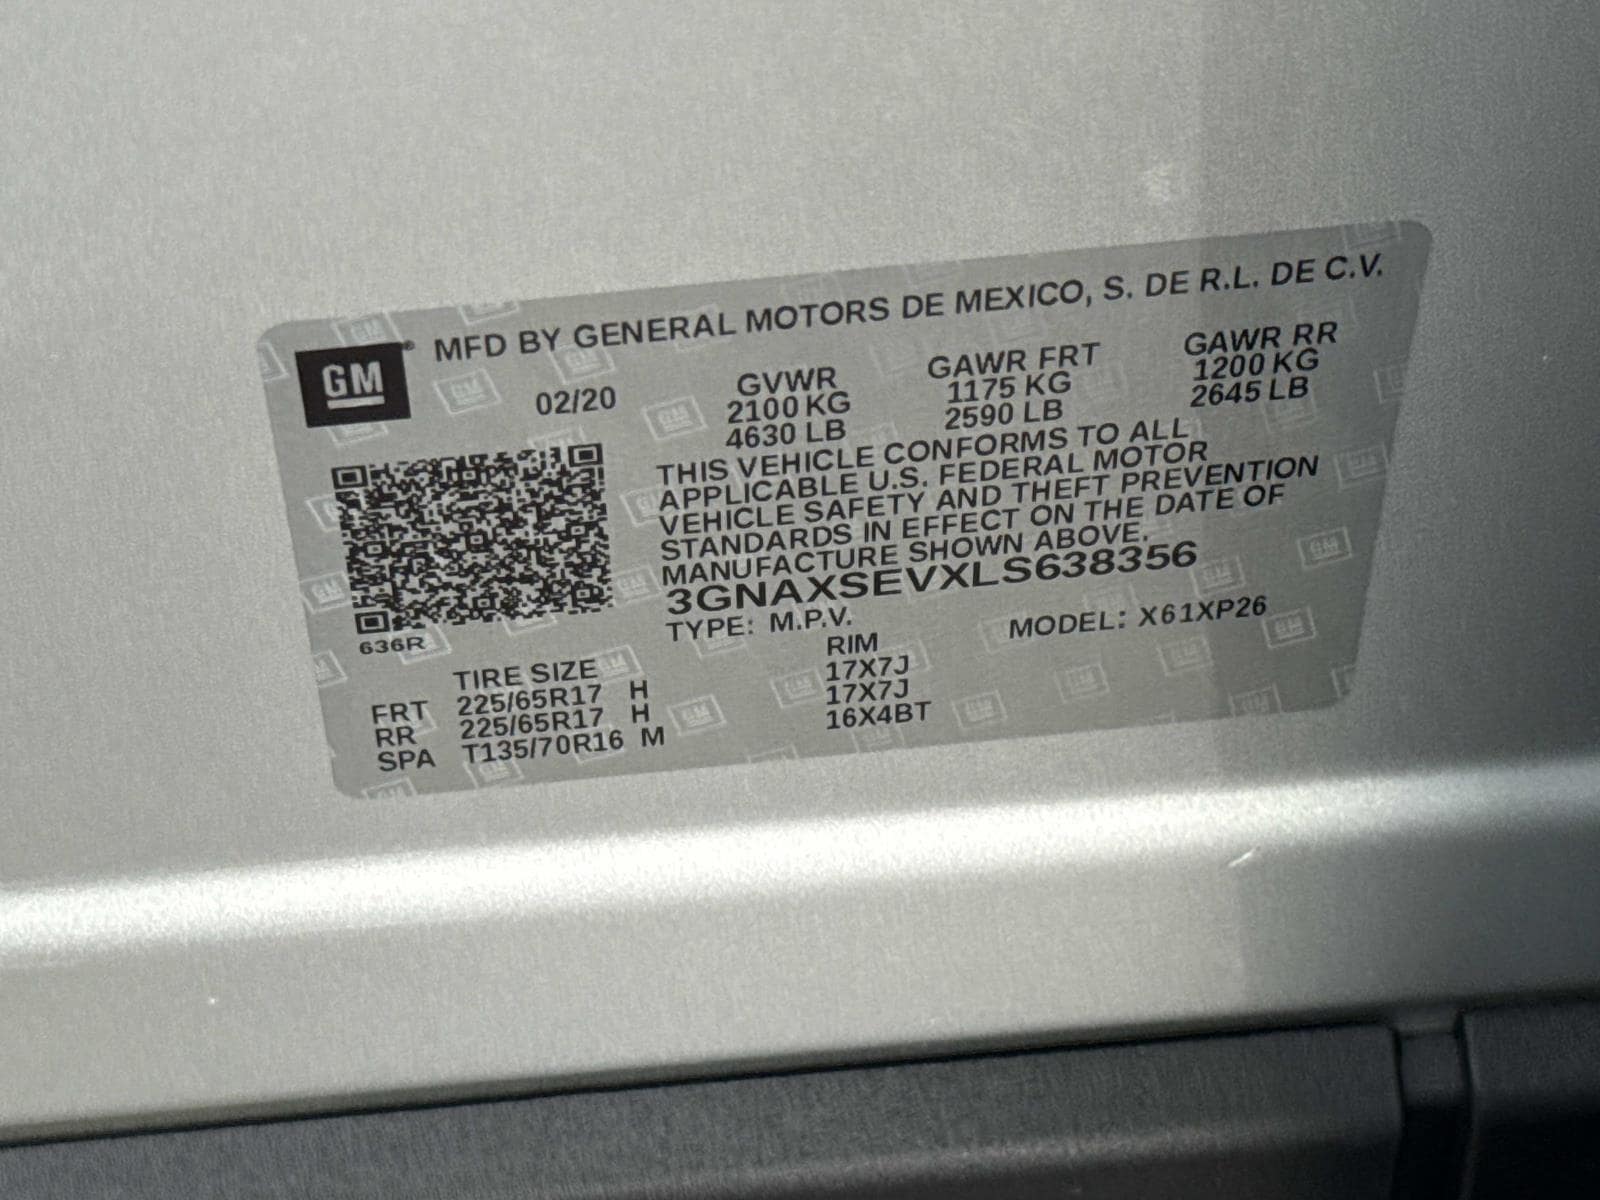 GM MFD BY GENERAL MOTORS DE MEXICO, S. DE R.L. DE C.V.
02/20 GVWR GAWR FRT GAWR RR
2100 KG 1175 KG 1200 KG
4630 LB 2590 LB 2645 LB
THIS VEHICLE CONFORMS TO ALL
APPLICABLE U.S. FEDERAL MOTOR
VEHICLE SAFETY AND THEFT PREVENTION
STANDARDS IN EFFECT ON THE DATE OF
MANUFACTURE SHOWN ABOVE.
3GNAXSEVXLS638356
TYPE: M.P.V. MODEL: X61XP26
636R
TIRE SIZE RIM
FRT 225/65R17 H 17X7J
RR 225/65R17 H 17X7J
SPA T135/70R16 M 16X4BT